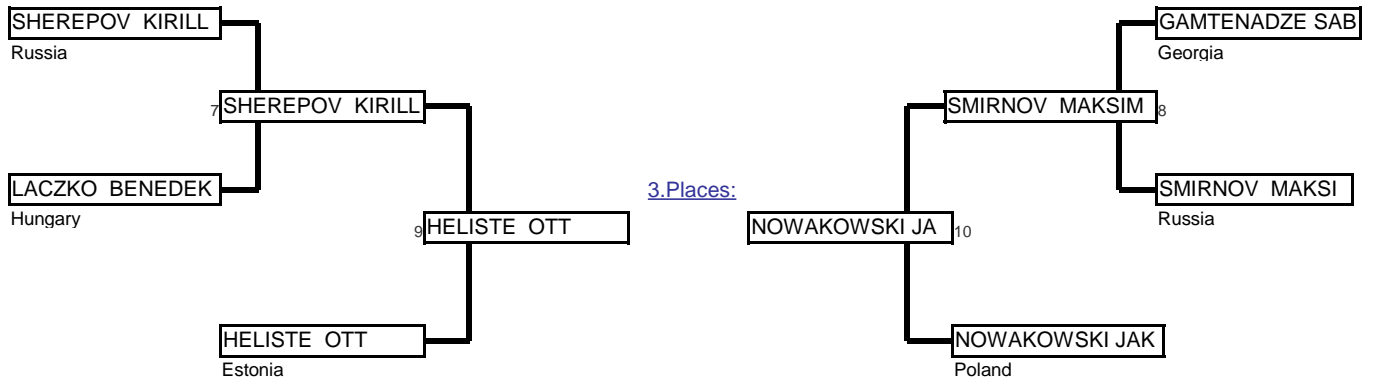 SHEREPOV  KIRILL
Russia
7 SHEREPOV  KIRILL
LACZKO  BENEDEK
Hungary
9 HELISTE  OTT
HELISTE  OTT
Estonia
3.Places:
GAMTENADZE SAB
Georgia
SMIRNOV  MAKSIM 8
SMIRNOV  MAKSI
Russia
NOWAKOWSKI JA 10
NOWAKOWSKI JAK
Poland